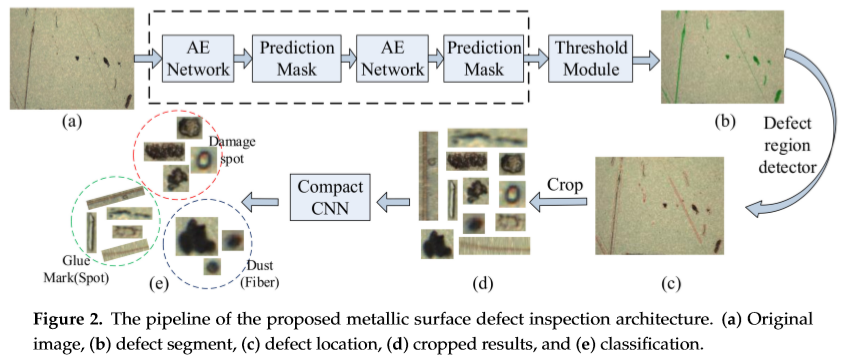 AE
Network
Prediction
Mask
AE
Network
Prediction
Mask
Threshold
Module
(a)
(b)
Defect
region
detector
Damage
spot
Compact
CNN
Crop
Glue
Mark(Spot)
Dust
(Fiber)
(e)
(d)
(c)
Figure 2. The pipeline of the proposed metallic surface defect inspection architecture. (a) Original
image, (b) defect segment, (c) defect location, (d) cropped results, and (e) classification.